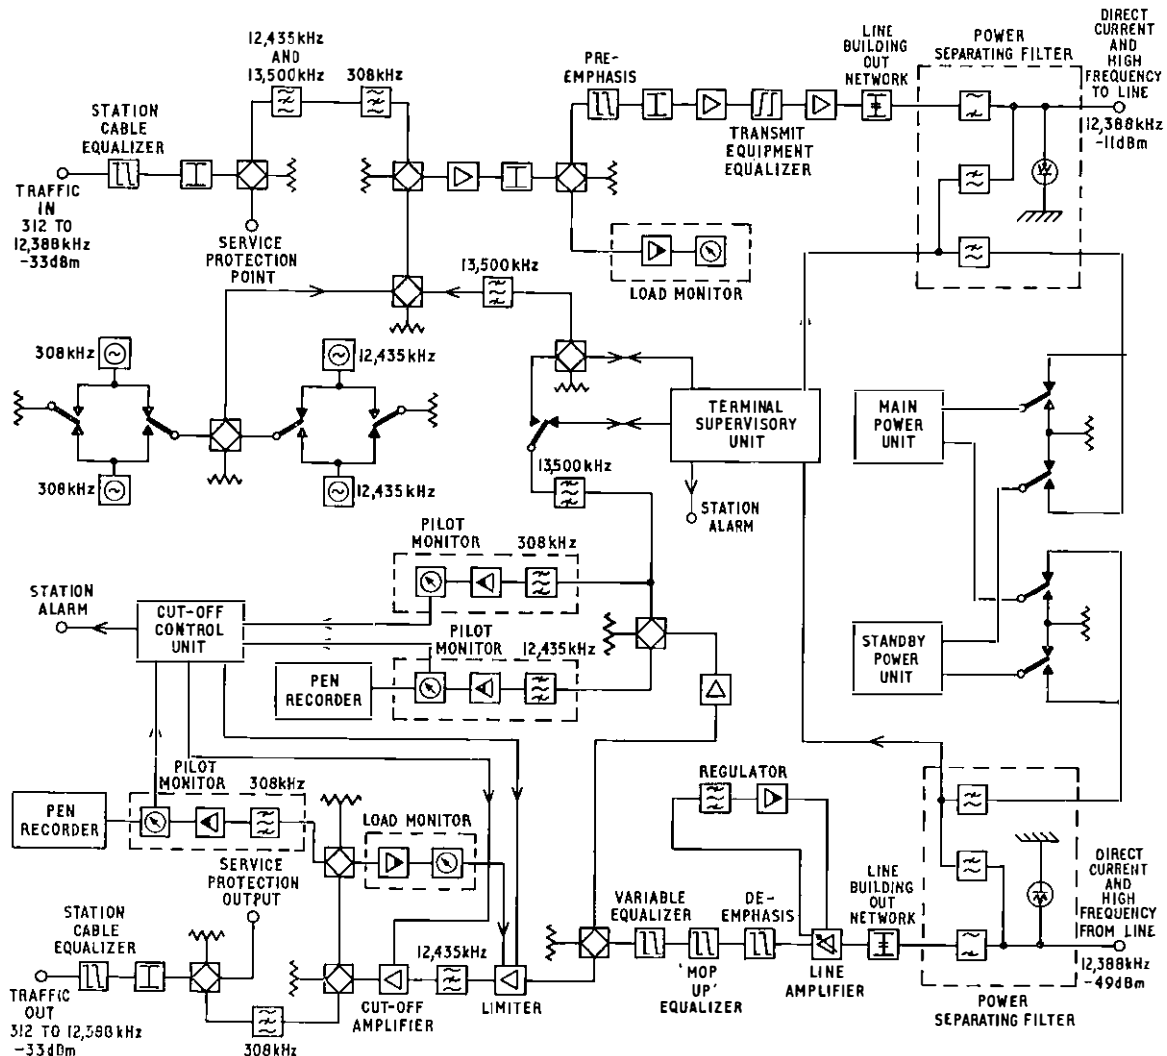 12,435kHz
AND
13,500kHz
308kHz
STATION
CABLE
EQUALIZER
TRAFFIC
IN
312 TO
12,388kHz
-33dBm
SERVICE
PROTECTION
POINT
PRE-
EMPHASIS
TRANSMIT
EQUIPMENT
EQUALIZER
LINE
BUILDING
OUT
NETWORK
POWER
SEPARATING FILTER
DIRECT
CURRENT
AND
HIGH
FREQUENCY
TO LINE
12,388kHz
-11dBm
LOAD MONITOR
13,500kHz
308kHz
12,435kHz
308kHz
12,435kHz
TERMINAL
SUPERVISORY
UNIT
MAIN
POWER
UNIT
13,500kHz
STATION
ALARM
PILOT
MONITOR
308kHz
STATION
ALARM
CUT-OFF
CONTROL
UNIT
PILOT
MONITOR
12,435kHz
PEN
RECORDER
STANDBY
POWER
UNIT
PILOT
MONITOR
308kHz
PEN
RECORDER
LOAD MONITOR
REGULATOR
SERVICE
PROTECTION
OUTPUT
STATION
CABLE
EQUALIZER
TRAFFIC OUT
312 TO 12,388kHz
-33dBm
308kHz
CUT-OFF
AMPLIFIER
12,435kHz
LIMITER
VARIABLE
EQUALIZER
'MOP
UP'
EQUALIZER
DE-
EMPHASIS
LINE
AMPLIFIER
LINE
BUILDING
OUT
NETWORK
DIRECT
CURRENT
AND
HIGH
FREQUENCY
FROM LINE
12,388kHz
-49dBm
POWER
SEPARATING FILTER